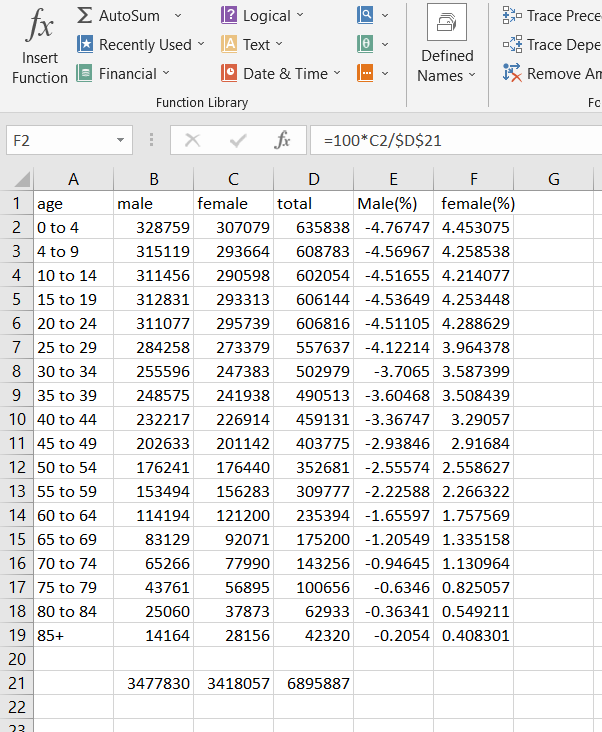 fx AutoSum Logical
Insert Function Recently Used Text Defined Names Trace Prece
Financial Date & Time Trace Depe
Remove Ar
Function Library Fo
F2 fx =100*C2/$D$21
A B C D E F G
1 age male female total Male(%) female(%)
2 0 to 4 328759 307079 635838 -4.76747 4.453075
3 4 to 9 315119 293664 608783 -4.56967 4.258538
4 10 to 14 311456 290598 602054 -4.51655 4.214077
5 15 to 19 312831 293313 606144 -4.53649 4.253448
6 20 to 24 311077 295739 606816 -4.51105 4.288629
7 25 to 29 284258 273379 557637 -4.12214 3.964378
8 30 to 34 255596 247383 502979 -3.7065 3.587399
9 35 to 39 248575 241938 490513 -3.60468 3.508439
10 40 to 44 232217 226914 459131 -3.36747 3.29057
11 45 to 49 202633 201142 403775 -2.93846 2.91684
12 50 to 54 176241 176440 352681 -2.55574 2.558627
13 55 to 59 153494 156283 309777 -2.22588 2.266322
14 60 to 64 114194 121200 235394 -1.65597 1.757569
15 65 to 69 83129 92071 175200 -1.20549 1.335158
16 70 to 74 65266 77990 143256 -0.94645 1.130964
17 75 to 79 43761 56895 100656 -0.6346 0.825057
18 80 to 84 25060 37873 62933 -0.36341 0.549211
19 85+ 14164 28156 42320 -0.2054 0.408301
20
21 3477830 3418057 6895887
22
23